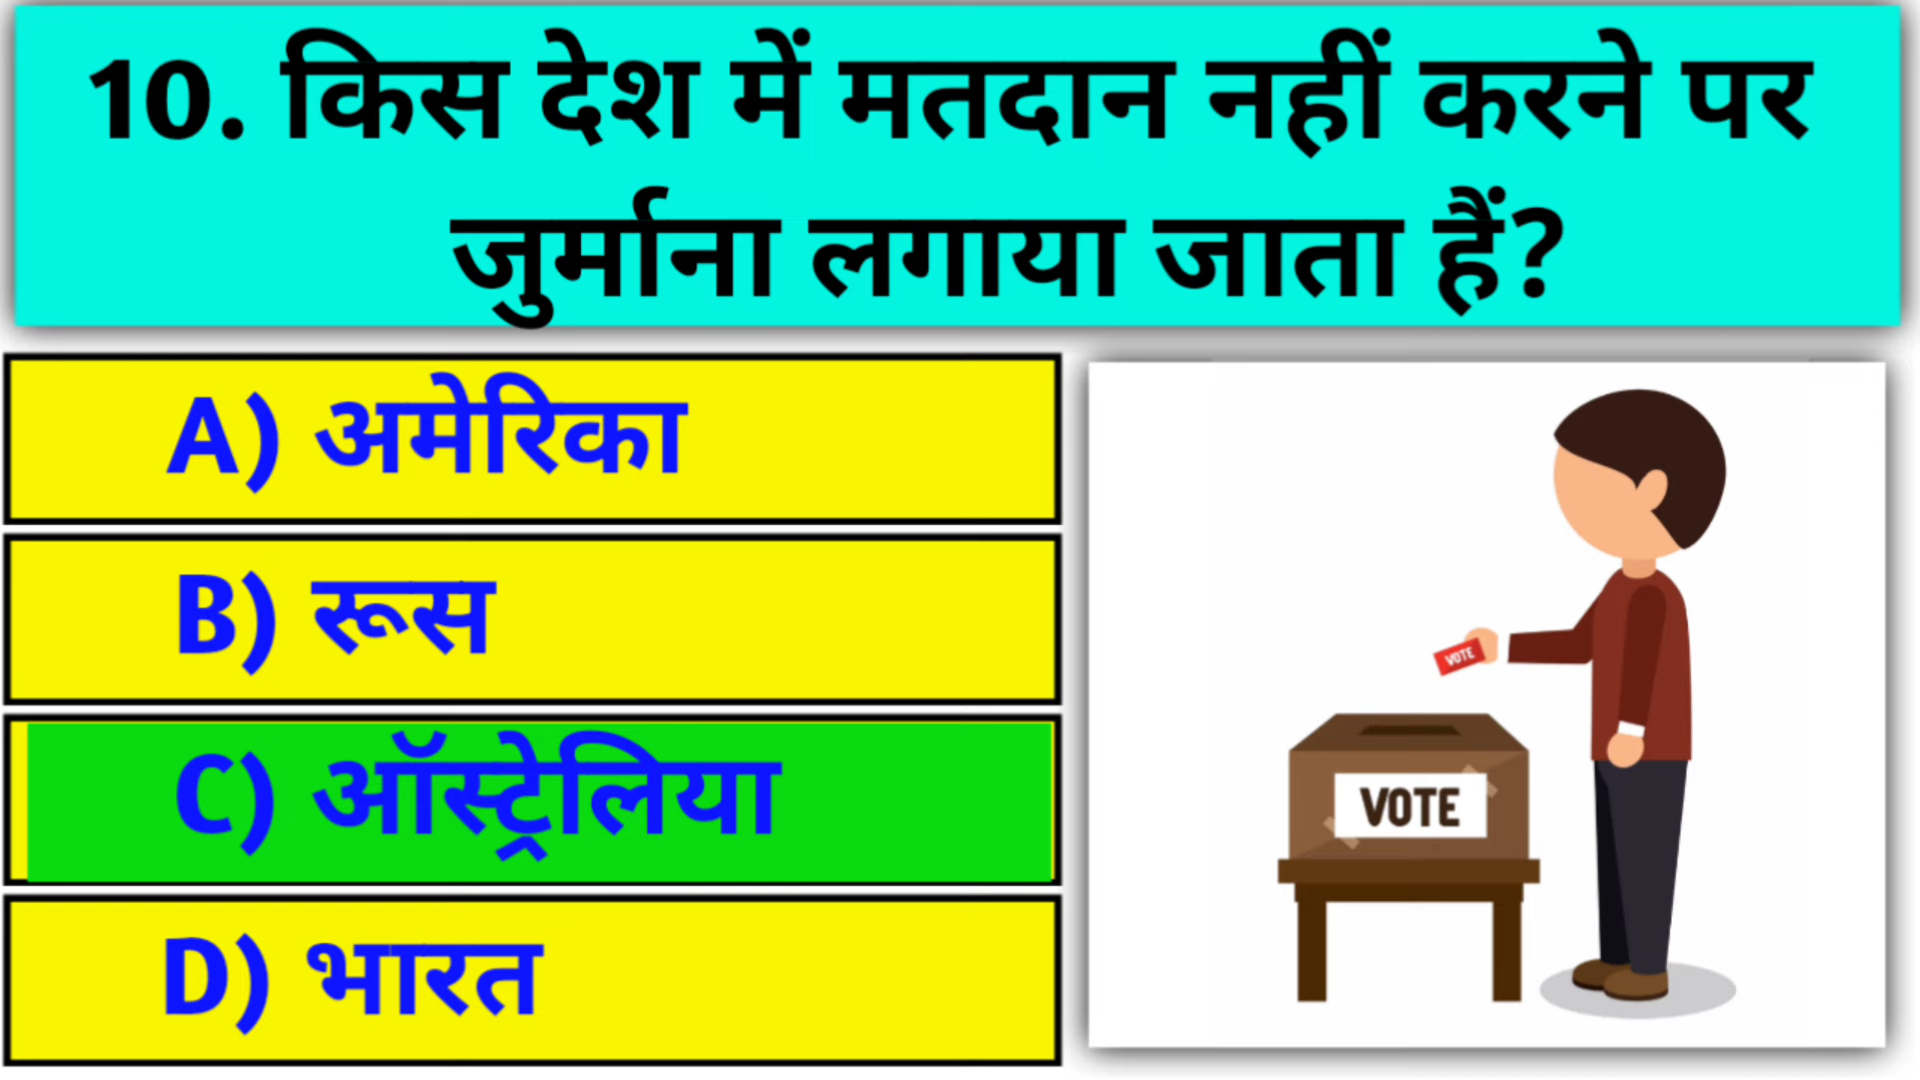 10. किस देश में मतदान नहीं करने पर
जुर्माना लगाया जाता हैं?
A) अमेरिका
B) रूस
C) ऑस्ट्रेलिया
D) भारत
VOTE
VOTE